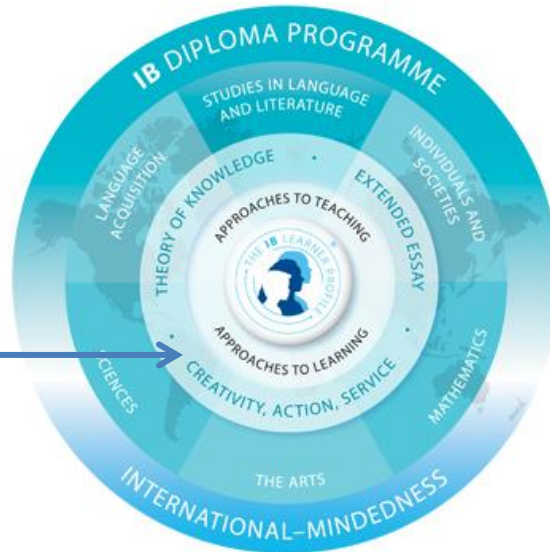 IB DIPLOMA PROGRAMME
STUDIES IN LANGUAGE
AND LITERATURE
LANGUAGE
ACQUISITION
INDIVIDUALS AND
SOCIETIES
THEORY OF KNOWLEDGE
EXTENDED ESSAY
APPROACHES TO TEACHING
THE IB LEARNER PROFILE
®
APPROACHES TO LEARNING
CREATIVITY, ACTION, SERVICE
SCIENCES
MATHEMATICS
THE ARTS
INTERNATIONAL–MINDEDNESS